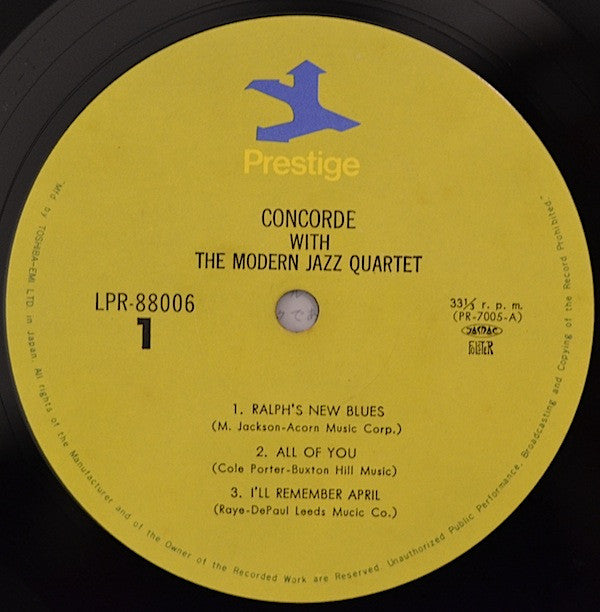 Prestige
CONCORDE
WITH
THE MODERN JAZZ QUARTET
LPR-88006
1
33⅓ r. p. m.
(PR-7005-A)
JASRAC
1. RALPH'S NEW BLUES
(M. Jackson-Acorn Music Corp.)
2. ALL OF YOU
(Cole Porter-Buxton Hill Music)
3. I'LL REMEMBER APRIL
(Raye-DePaul Leeds Mucic Co.)
"Mf'd by TOSHIBA-EMI LTD in Japan. All rights of the Manufacturer and of the Owner of the Recorded Work are Reserved. Unauthorized Public Performance, Broadcasting and Copying of the Record Prohibited."